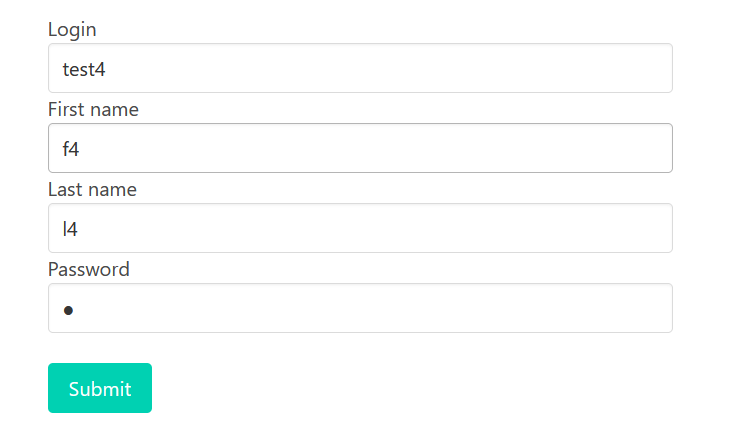 Login
test4
First name
f4
Last name
l4
Password
●
Submit